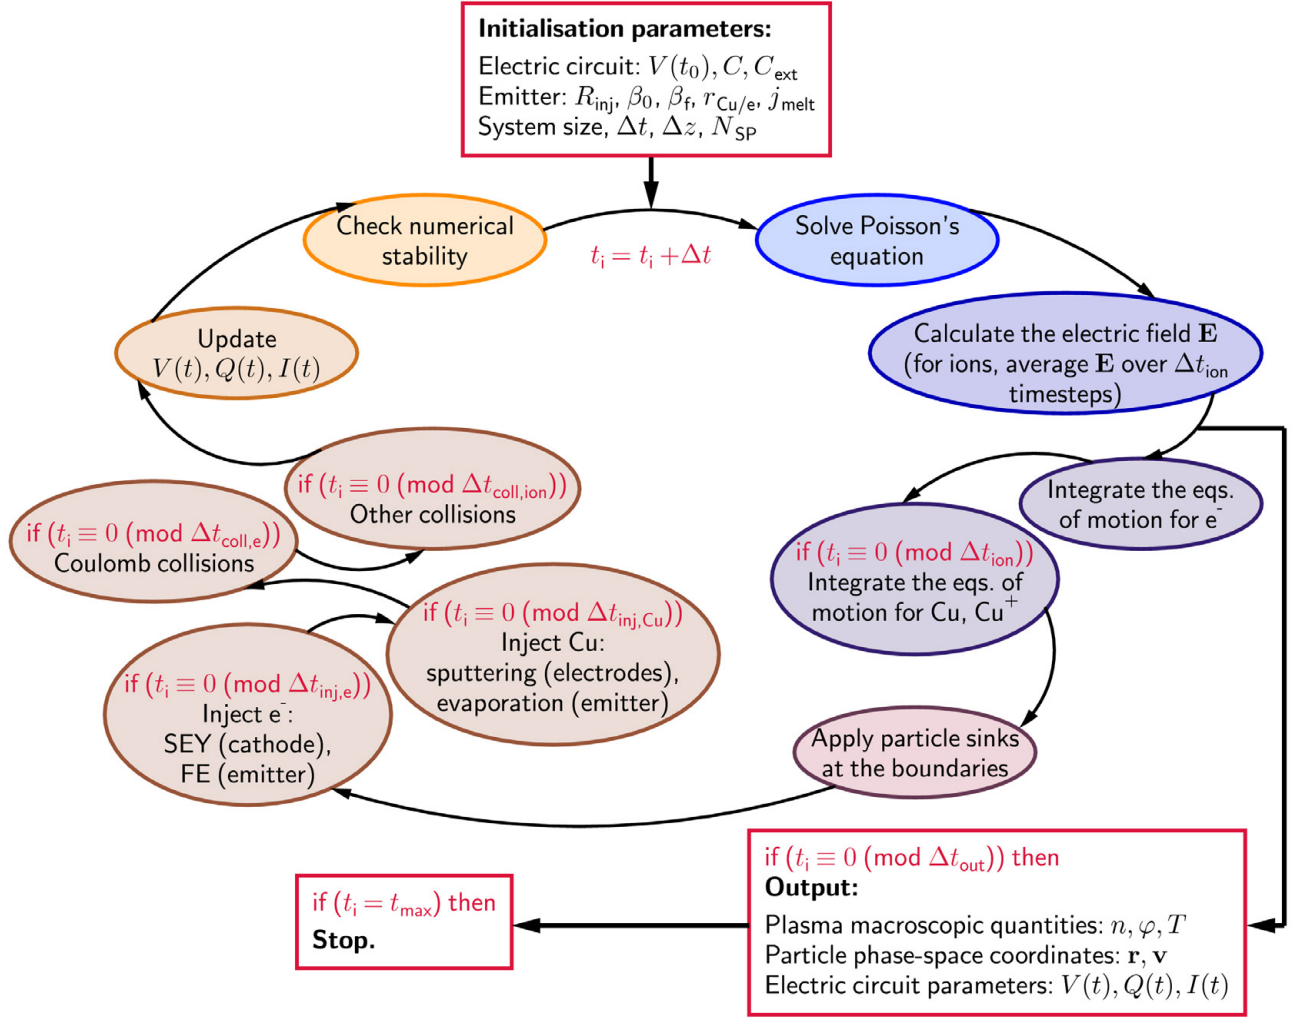 Initialisation parameters:
Electric circuit: V(t₀), C, C_ext
Emitter: R_inj, β₀, β_f, r_Cu/e, j_melt
System size, Δt, Δz, N_SP
Check numerical
stability
t_i = t_i + Δt
Solve Poisson's
equation
Calculate the electric field E
(for ions, average E over Δt_ion
timesteps)
Integrate the eqs.
of motion for e⁻
if (t_i ≡ 0 (mod Δt_ion))
Integrate the eqs. of
motion for Cu, Cu⁺
Apply particle sinks
at the boundaries
if (t_i ≡ 0 (mod Δt_inj,e))
Inject e⁻:
SEY (cathode),
FE (emitter)
if (t_i ≡ 0 (mod Δt_inj,Cu))
Inject Cu:
sputtering (electrodes),
evaporation (emitter)
if (t_i ≡ 0 (mod Δt_coll,e))
Coulomb collisions
if (t_i ≡ 0 (mod Δt_coll,ion))
Other collisions
Update
V(t), Q(t), I(t)
if (t_i ≡ 0 (mod Δt_out)) then
Output:
Plasma macroscopic quantities: n, φ, T
Particle phase-space coordinates: r, v
Electric circuit parameters: V(t), Q(t), I(t)
if (t_i = t_max) then
Stop.